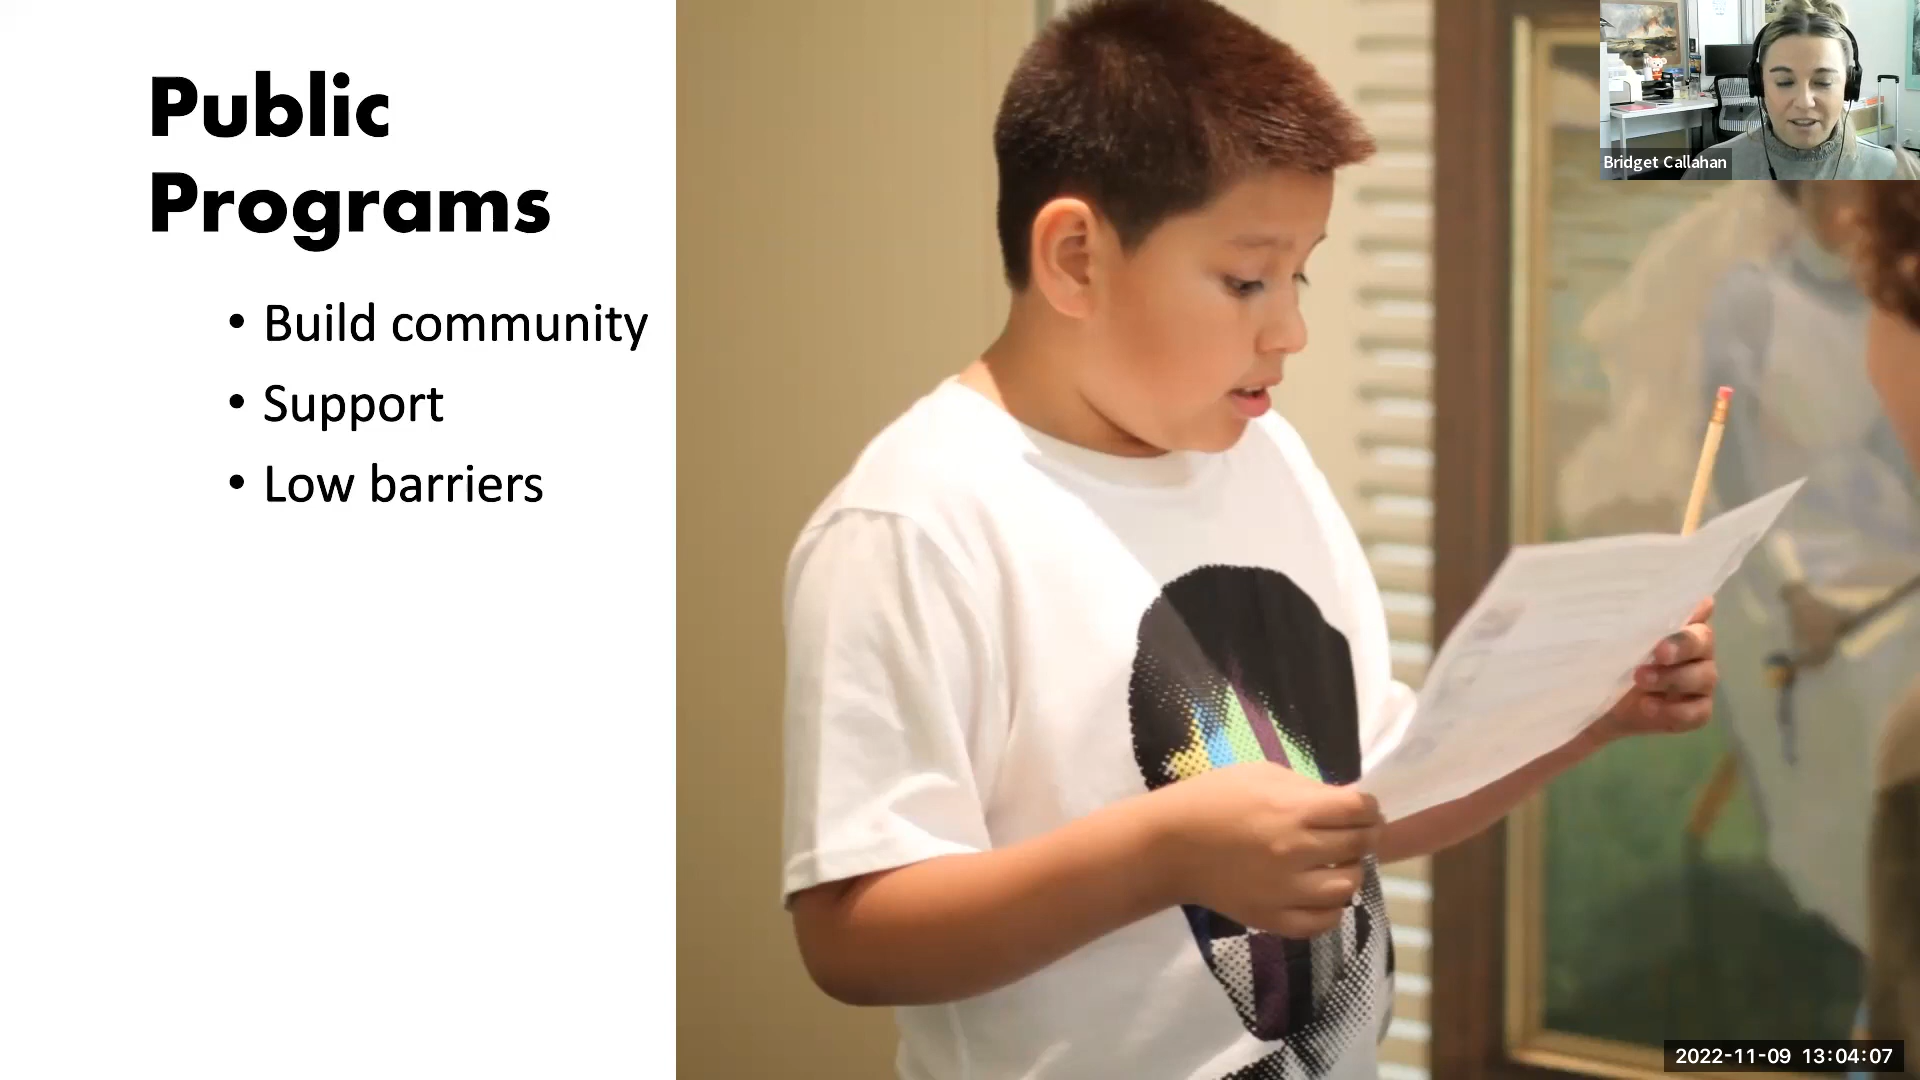 Public
Programs
• Build community
• Support
• Low barriers
Bridget Callahan
2022-11-09 13:04:07